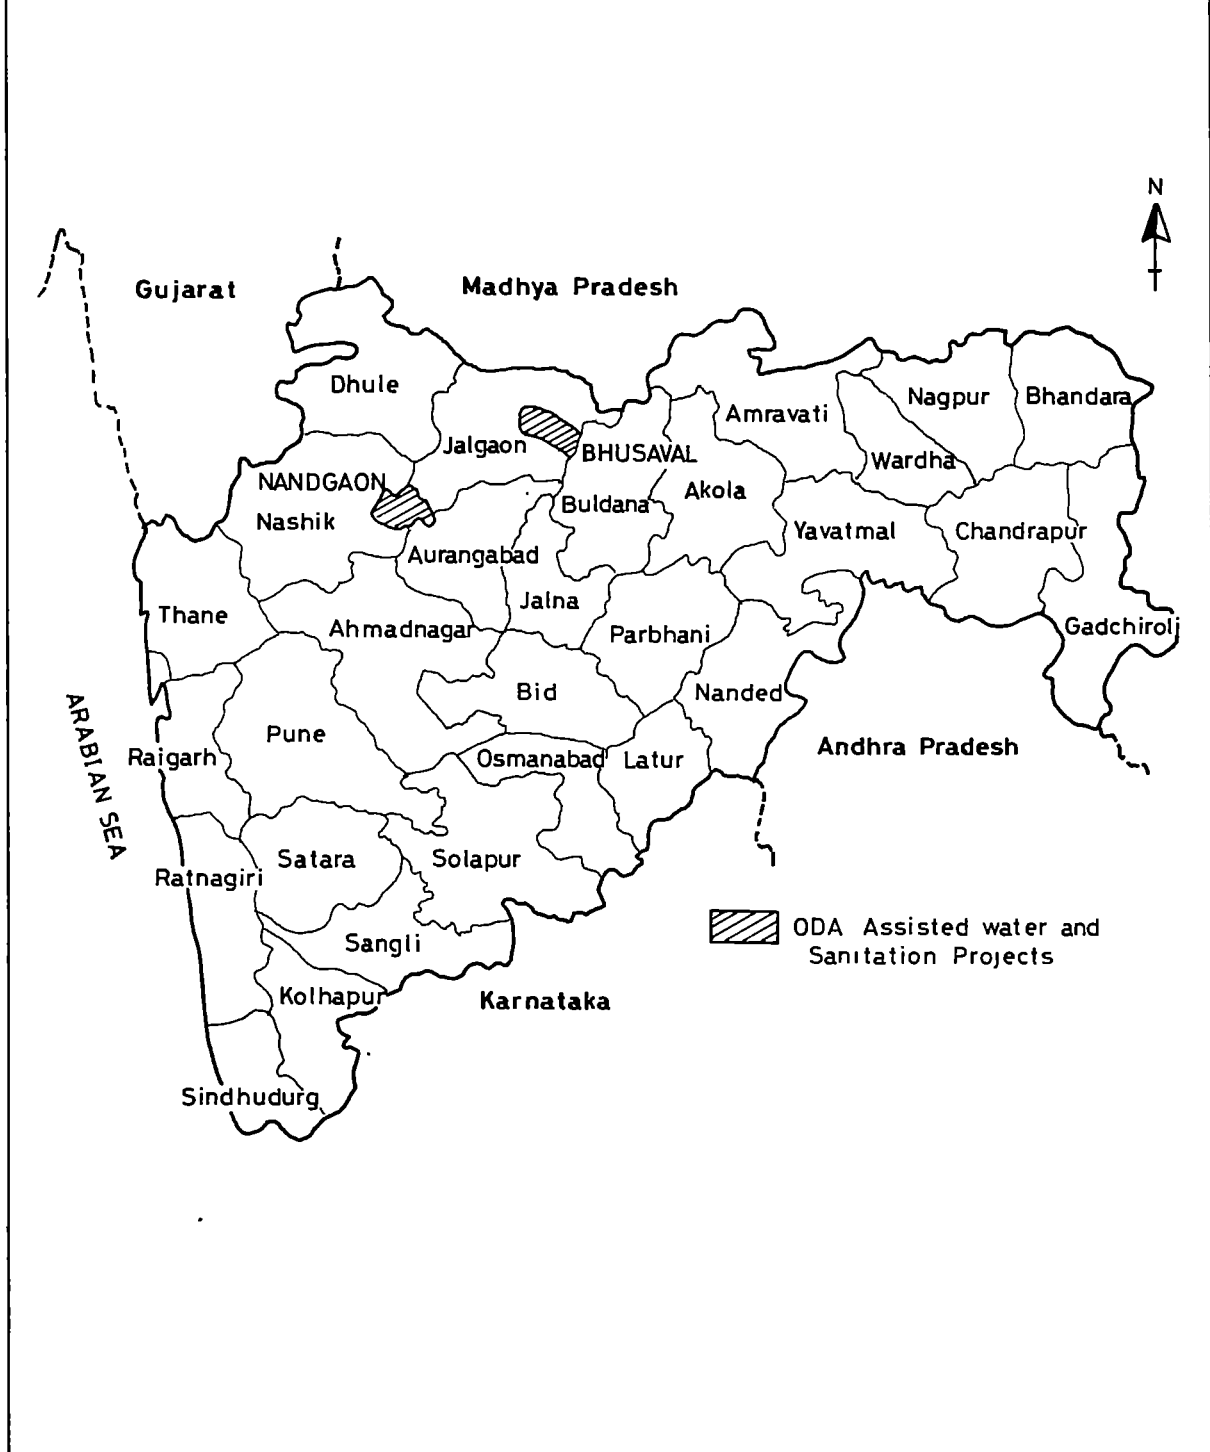 N
Gujarat
Madhya Pradesh
Dhule
Nagpur
Bhandara
Amravati
Jalgaon
BHUSAVAL
Wardha
NANDGAON
Akola
Buldana
Nashik
Yavatmal
Chandrapur
Aurangabad
Jalna
Thane
Ahmadnagar
Parbhani
Gadchiroli
Bid
Nanded
ARABIAN SEA
Pune
Andhra Pradesh
Raigarh
Osmanabad
Latur
Satara
Solapur
Ratnagiri
ODA Assisted water and
Sanitation Projects
Sangli
Kolhapur
Karnataka
Sindhudurg